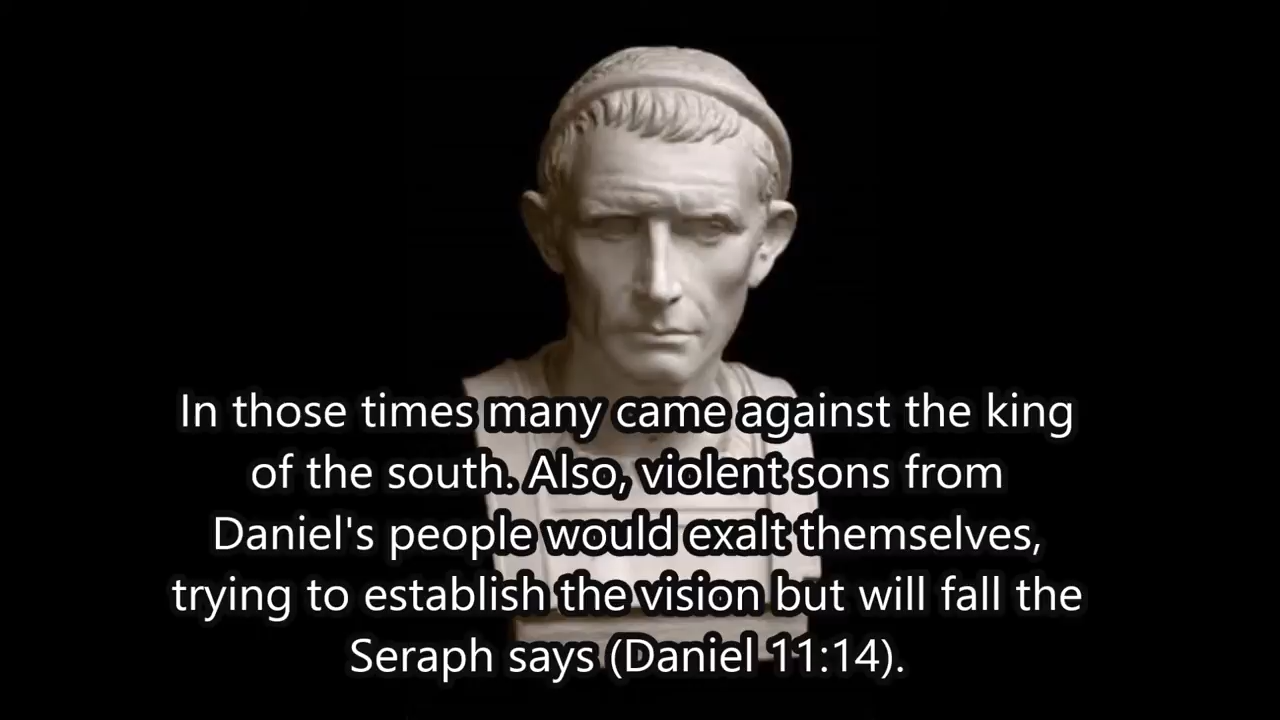 In those times many came against the king
of the south. Also, violent sons from
Daniel's people would exalt themselves,
trying to establish the vision but will fall the
Seraph says (Daniel 11:14).